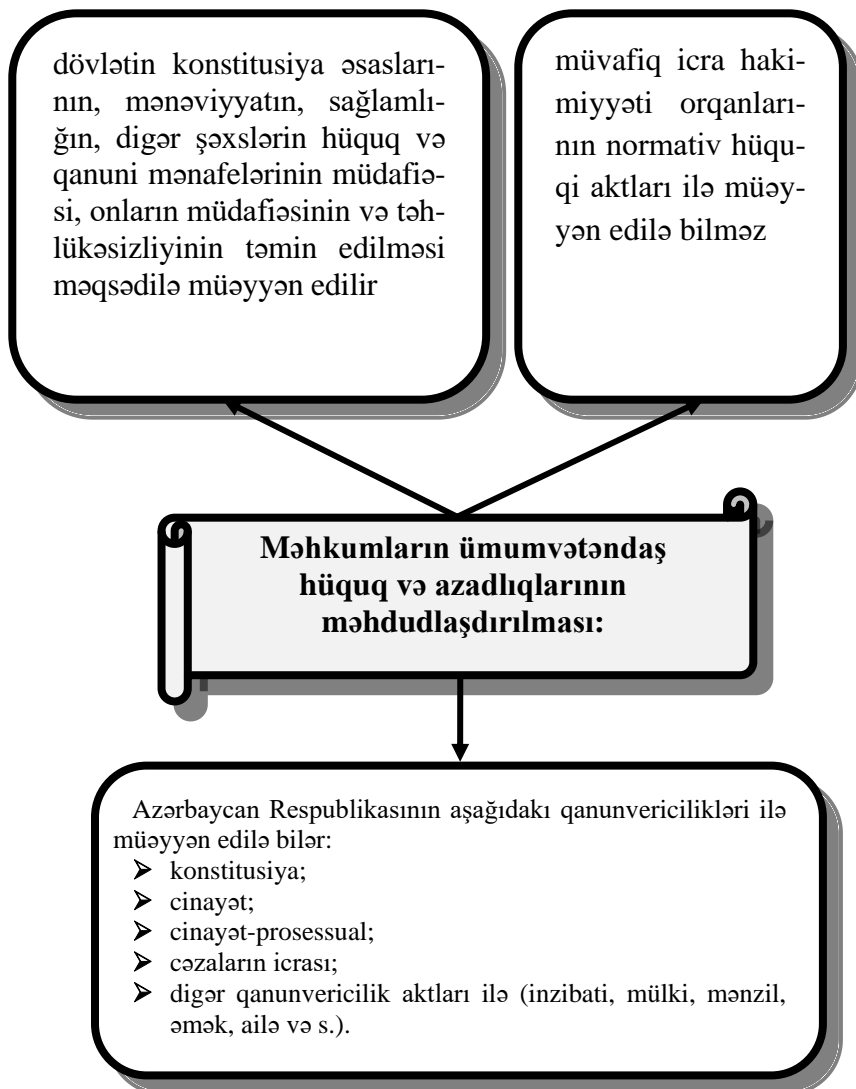 dövlətin konstitusiya əsasları-
nın, mənəviyyatın, sağlamlı-
ğın, digər şəxslərin hüquq və
qanuni mənafelərinin müdafiə-
si, onların müdafiəsinin və təh-
lükəsizliyinin təmin edilməsi
məqsədilə müəyyən edilir
müvafiq icra haki-
miyyəti orqanları-
nın normativ hüqu-
qi aktları ilə müəy-
yən edilə bilməz
Məhkumların ümumvətəndaş
hüquq və azadlıqlarının
məhdudlaşdırılması:
Azərbaycan Respublikasının aşağıdakı qanunvericilikləri ilə
müəyyən edilə bilər:
➢ konstitusiya;
➢ cinayət;
➢ cinayət-prosessual;
➢ cəzaların icrası;
➢ digər qanunvericilik aktları ilə (inzibati, mülki, mənzil,
əmək, ailə və s.).